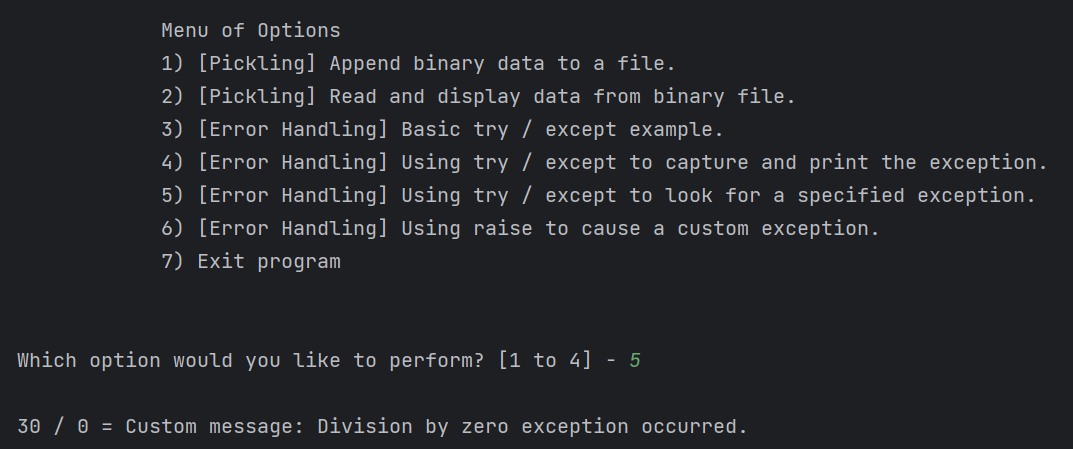 Menu of Options
1) [Pickling] Append binary data to a file.
2) [Pickling] Read and display data from binary file.
3) [Error Handling] Basic try / except example.
4) [Error Handling] Using try / except to capture and print the exception.
5) [Error Handling] Using try / except to look for a specified exception.
6) [Error Handling] Using raise to cause a custom exception.
7) Exit program
Which option would you like to perform? [1 to 4] - 5
30 / 0 = Custom message: Division by zero exception occurred.